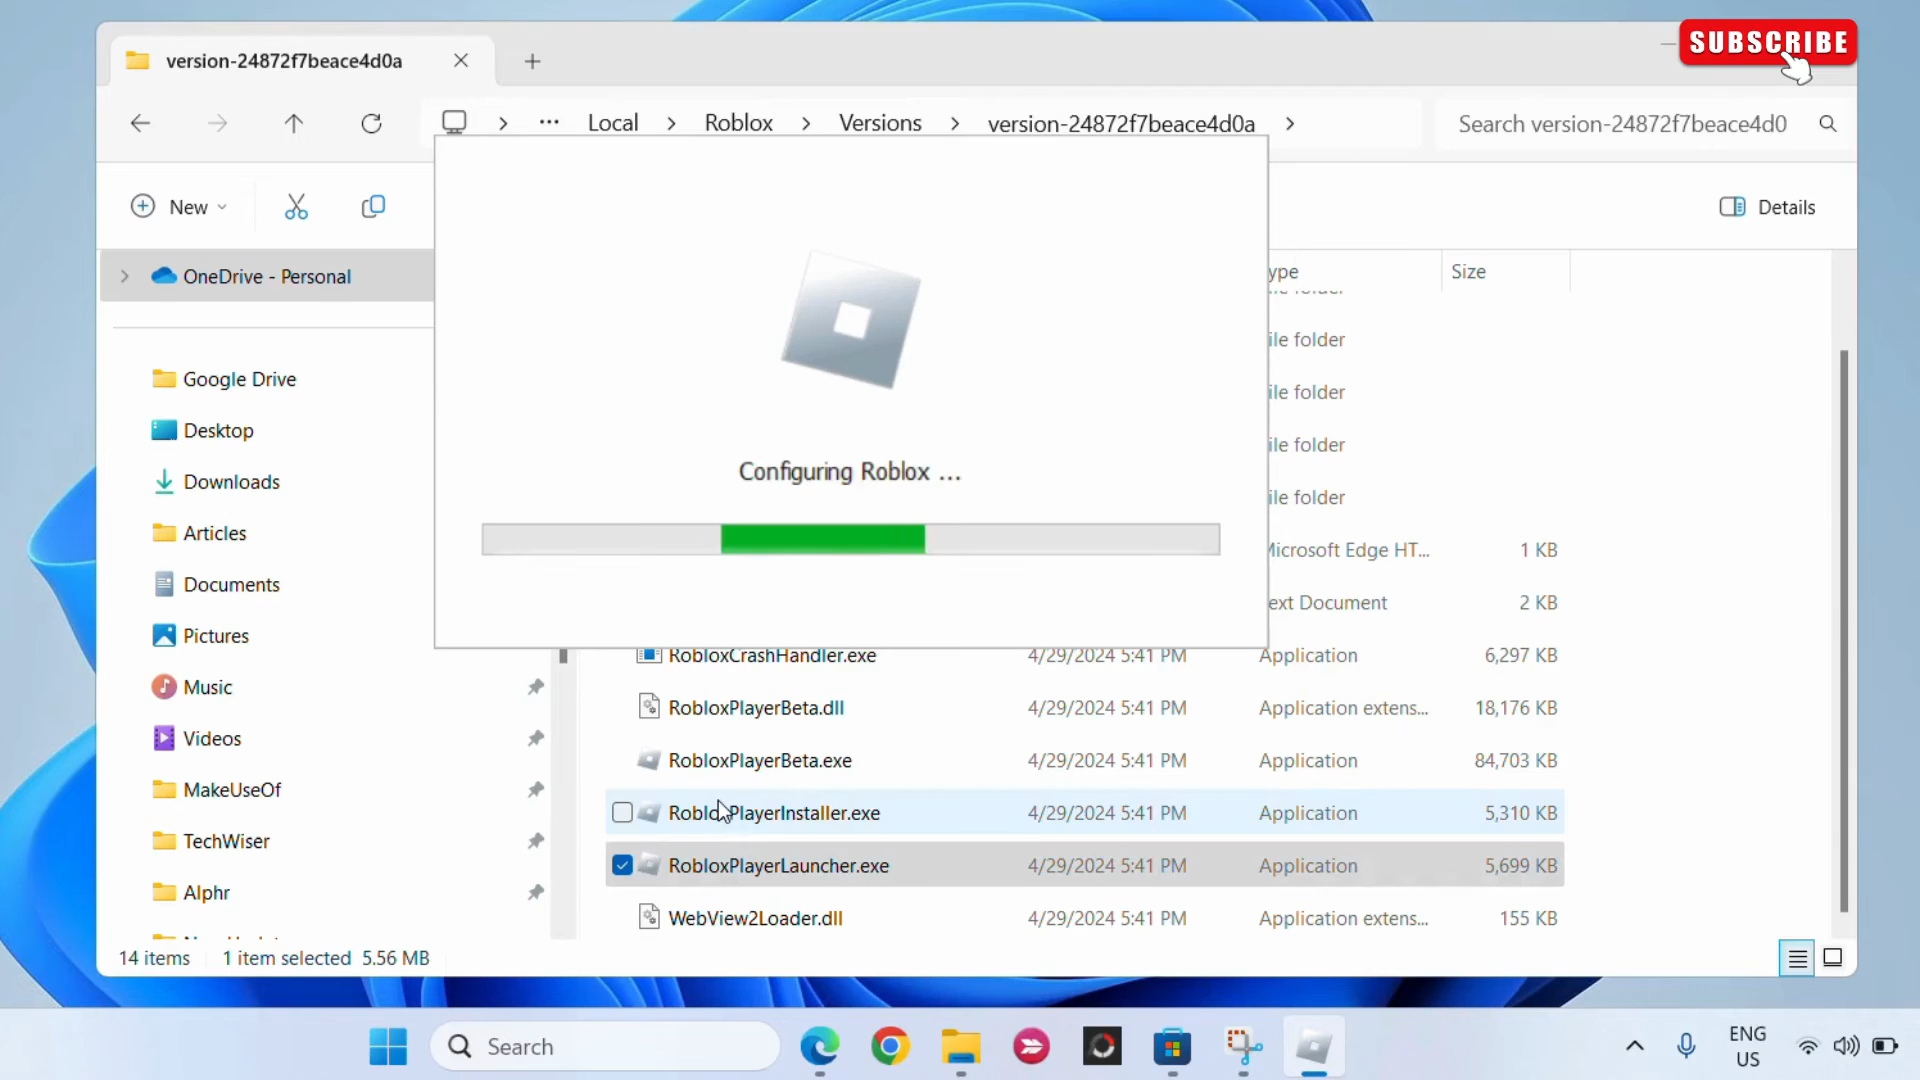 SUBSCRIBE
version-24872f7beace4d0a
Local > Roblox > Versions > version-24872f7beace4d0a >
Search version-24872f7beace4d0
New
Details
OneDrive - Personal
Google Drive
Desktop
Downloads
Articles
Documents
Pictures
Music
Videos
MakeUseOf
TechWiser
Alphr
Configuring Roblox ...
ype Size
ile folder
ile folder
ile folder
ile folder
Microsoft Edge HT... 1 KB
ext Document 2 KB
RobloxCrashHandler.exe 4/29/2024 5:41 PM Application 6,297 KB
RobloxPlayerBeta.dll 4/29/2024 5:41 PM Application extens... 18,176 KB
RobloxPlayerBeta.exe 4/29/2024 5:41 PM Application 84,703 KB
RobloxPlayerInstaller.exe 4/29/2024 5:41 PM Application 5,310 KB
RobloxPlayerLauncher.exe 4/29/2024 5:41 PM Application 5,699 KB
WebView2Loader.dll 4/29/2024 5:41 PM Application extens... 155 KB
14 items 1 item selected 5.56 MB
Search
ENG
US